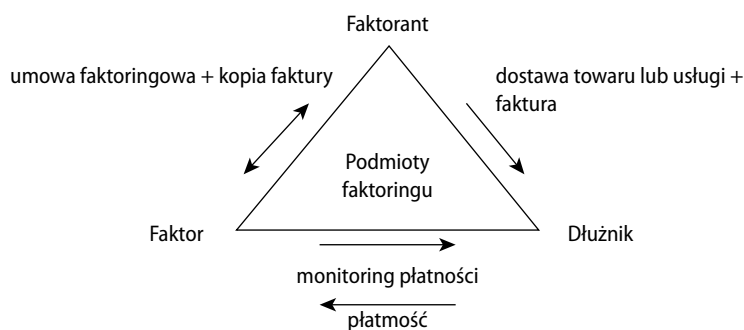 Faktorant
umowa faktoringowa + kopia faktury
dostawa towaru lub usługi +
faktura
Podmioty
faktoringu
Faktor
Dłużnik
monitoring płatności
płatmość